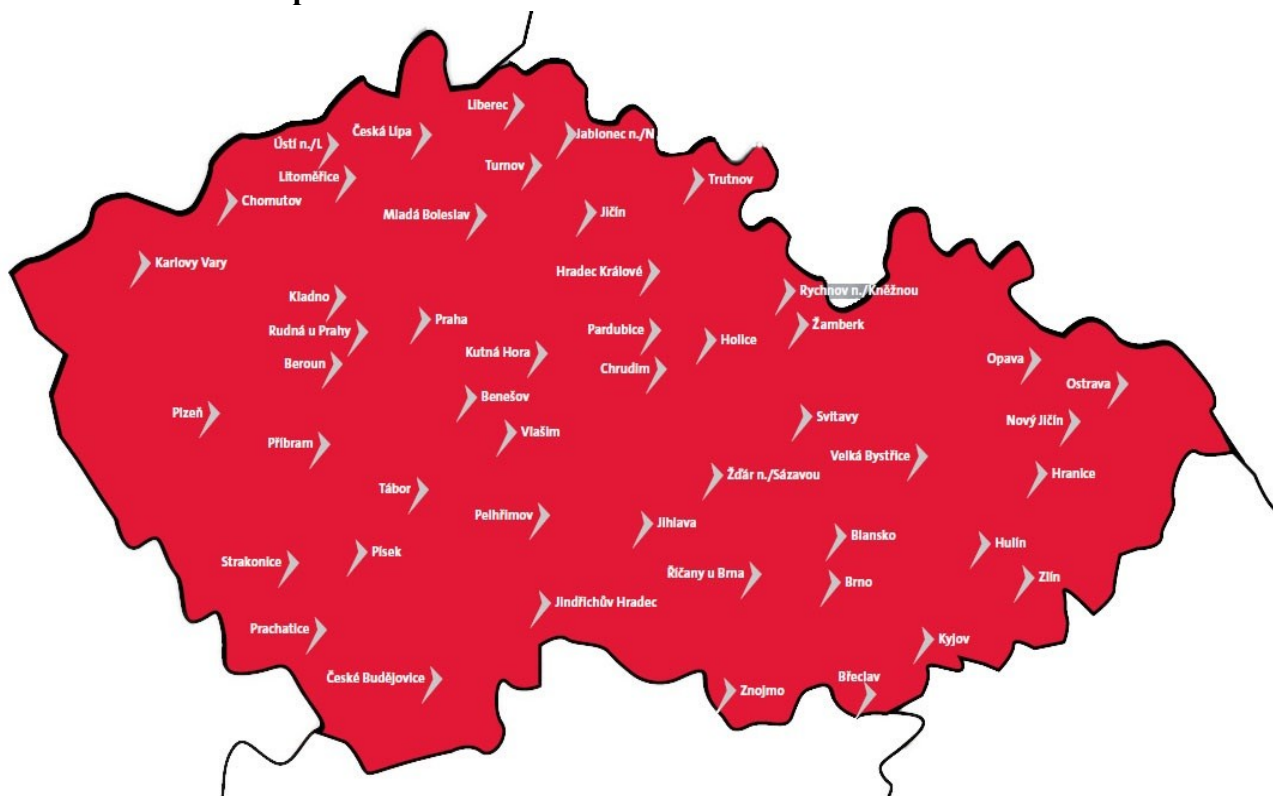 Liberec
Česká Lípa
Jablonec n./N
Ústí n./L
Turnov
Litoměřice
Trutnov
Chomutov
Mladá Boleslav
Jičín
Karlovy Vary
Hradec Králové
Kladno
Rychnov n./Kněžnou
Praha
Žamberk
Rudná u Prahy
Pardubice
Holice
Kutná Hora
Opava
Beroun
Chrudim
Ostrava
Benešov
Plzeň
Svitavy
Nový Jičín
Vlašim
Příbram
Velká Bystřice
Žďár n./Sázavou
Hranice
Tábor
Pelhřimov
Jihlava
Blansko
Hulín
Písek
Strakonice
Říčany u Brna
Brno
Zlín
Jindřichův Hradec
Prachatice
Kyjov
České Budějovice
Břeclav
Znojmo